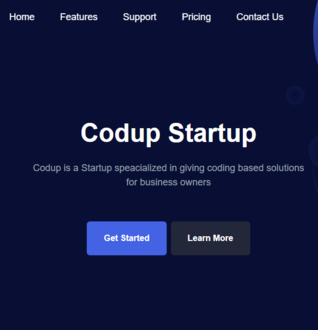 Home Features Support Pricing Contact Us
Codup Startup
Codup is a Startup speacialized in giving coding based solutions
for business owners
Get Started Learn More